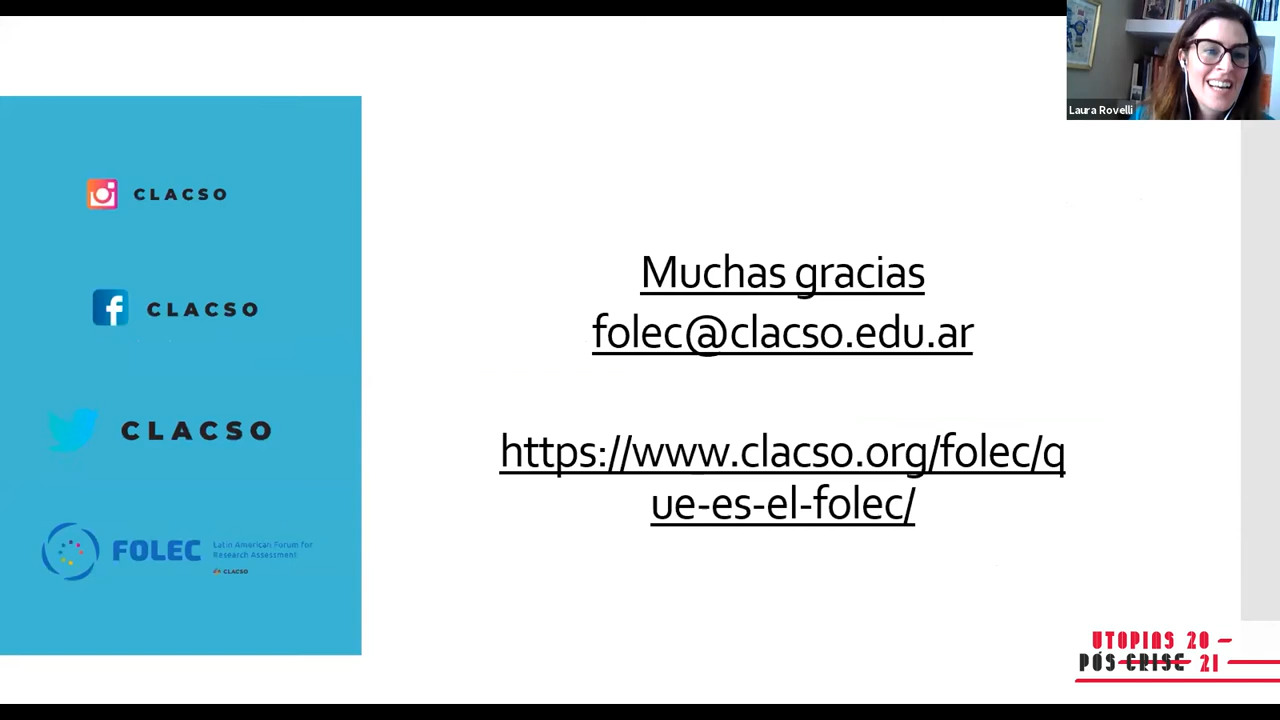 Laura Rovelli
CLACSO
CLACSO
CLACSO
FOLEC
Latin American Forum for
Research Assessment
CLACSO
Muchas gracias
folec@clacso.edu.ar
https://www.clacso.org/folec/q
ue-es-el-folec/
UTOPIAS 20
PÓS CRISE 21